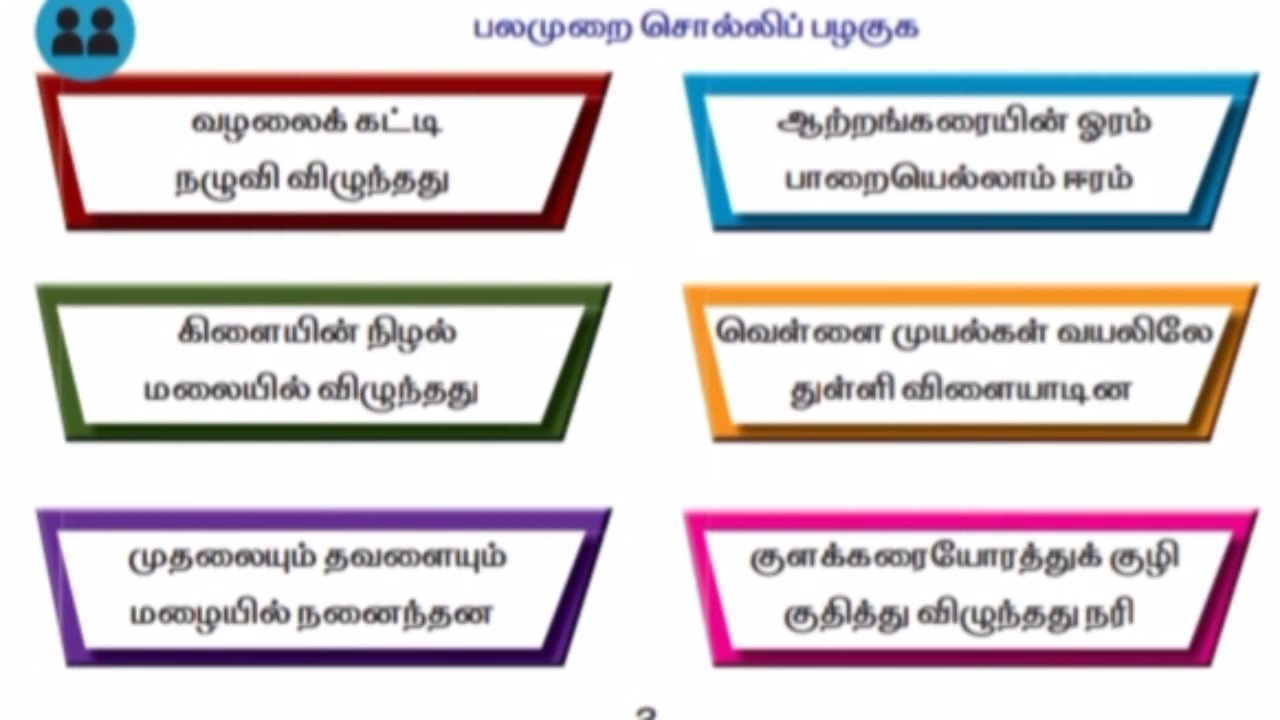 பலமுறை சொல்லிப் பழகுக
வழலைக் கட்டி
நழுவி விழுந்தது
ஆற்றங்கரையின் ஓரம்
பாறையெல்லாம் ஈரம்
கிளையின் நிழல்
மலையில் விழுந்தது
வெள்ளை முயல்கள் வயலிலே
துள்ளி விளையாடின
முதலையும் தவளையும்
மழையில் நனைந்தன
குளக்கரையோரத்துக் குழி
குதித்து விழுந்தது நரி